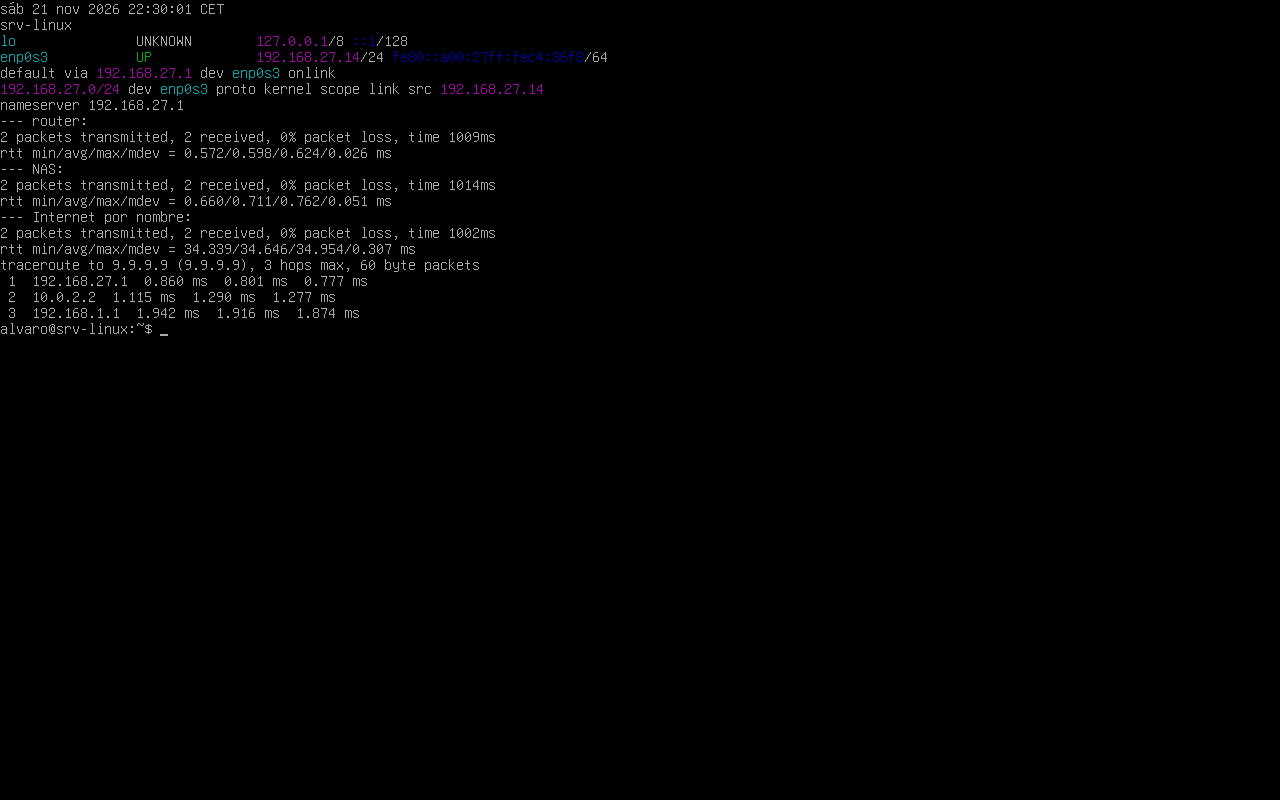 sáb 21 nov 2026 22:30:01 CET
srv-linux
lo UNKNOWN 127.0.0.1/8 ::1/128
enp0s3 UP 192.168.27.14/24 fe80::a00:27ff:fec4:36f8/64
default via 192.168.27.1 dev enp0s3 onlink
192.168.27.0/24 dev enp0s3 proto kernel scope link src 192.168.27.14
nameserver 192.168.27.1
--- router:
2 packets transmitted, 2 received, 0% packet loss, time 1009ms
rtt min/avg/max/mdev = 0.572/0.598/0.624/0.026 ms
--- NAS:
2 packets transmitted, 2 received, 0% packet loss, time 1014ms
rtt min/avg/max/mdev = 0.660/0.711/0.762/0.051 ms
--- Internet por nombre:
2 packets transmitted, 2 received, 0% packet loss, time 1002ms
rtt min/avg/max/mdev = 34.339/34.646/34.954/0.307 ms
traceroute to 9.9.9.9 (9.9.9.9), 3 hops max, 60 byte packets
1 192.168.27.1 0.860 ms 0.801 ms 0.777 ms
2 10.0.2.2 1.115 ms 1.290 ms 1.277 ms
3 192.168.1.1 1.942 ms 1.916 ms 1.874 ms
alvaro@srv-linux:~$ _